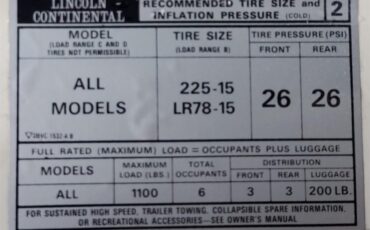 LINCOLN CONTINENTAL
RECOMMENDED TIRE SIZE and INFLATION PRESSURE (COLD)
2
MODEL
(LOAD RANGE C AND D TIRES NOT PERMISSIBLE)
TIRE SIZE
(LOAD RANGE B)
TIRE PRESSURE (PSI)
FRONT REAR
ALL MODELS
225-15
LR78-15
26 26
FULL RATED (MAXIMUM) LOAD = OCCUPANTS PLUS LUGGAGE
MODELS
MAXIMUM LOAD (LBS.)
TOTAL OCCUPANTS
DISTRIBUTION
FRONT REAR LUGGAGE
ALL 1100 6 3 3 200 LB.
FOR SUSTAINED HIGH SPEED, TRAILER TOWING, COLLAPSIBLE SPARE INFORMATION,
OR RECREATIONAL ACCESSORIES—SEE OWNER'S MANUAL